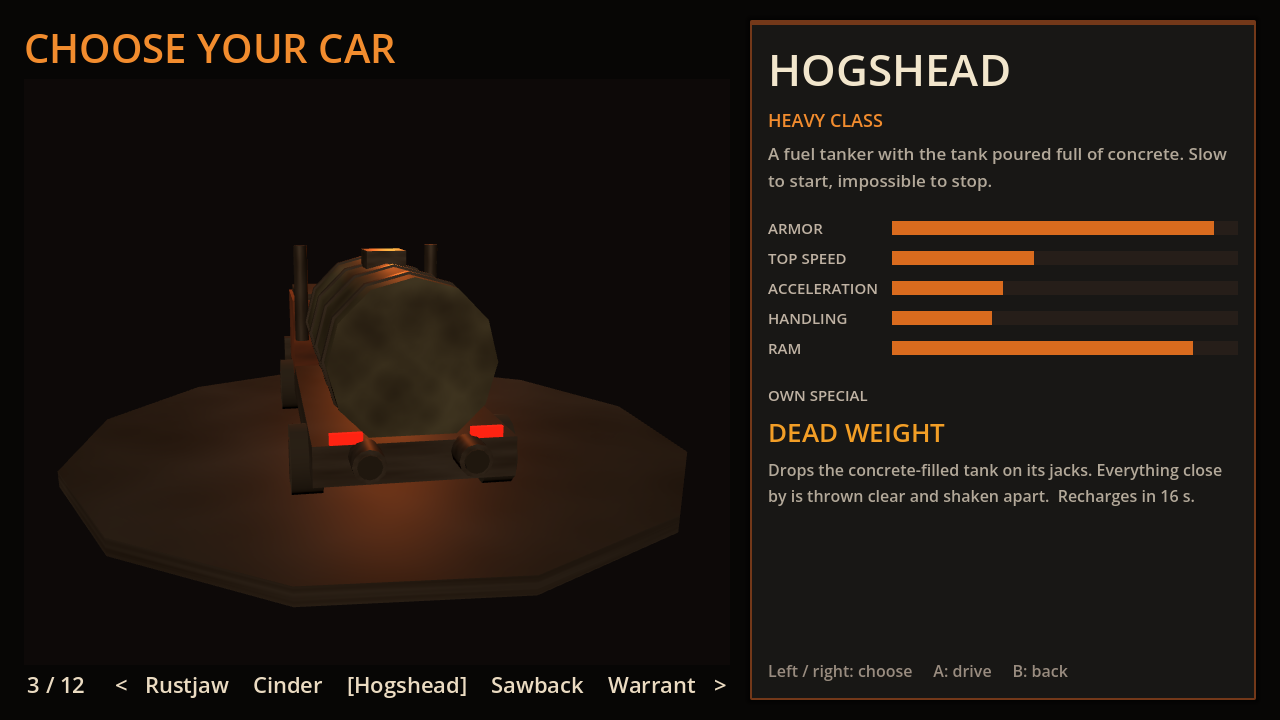 CHOOSE YOUR CAR
HOGSHEAD
HEAVY CLASS
A fuel tanker with the tank poured full of concrete. Slow
to start, impossible to stop.
ARMOR
TOP SPEED
ACCELERATION
HANDLING
RAM
OWN SPECIAL
DEAD WEIGHT
Drops the concrete-filled tank on its jacks. Everything close
by is thrown clear and shaken apart.  Recharges in 16 s.
Left / right: choose    A: drive    B: back
3 / 12    <    Rustjaw    Cinder    [Hogshead]    Sawback    Warrant    >